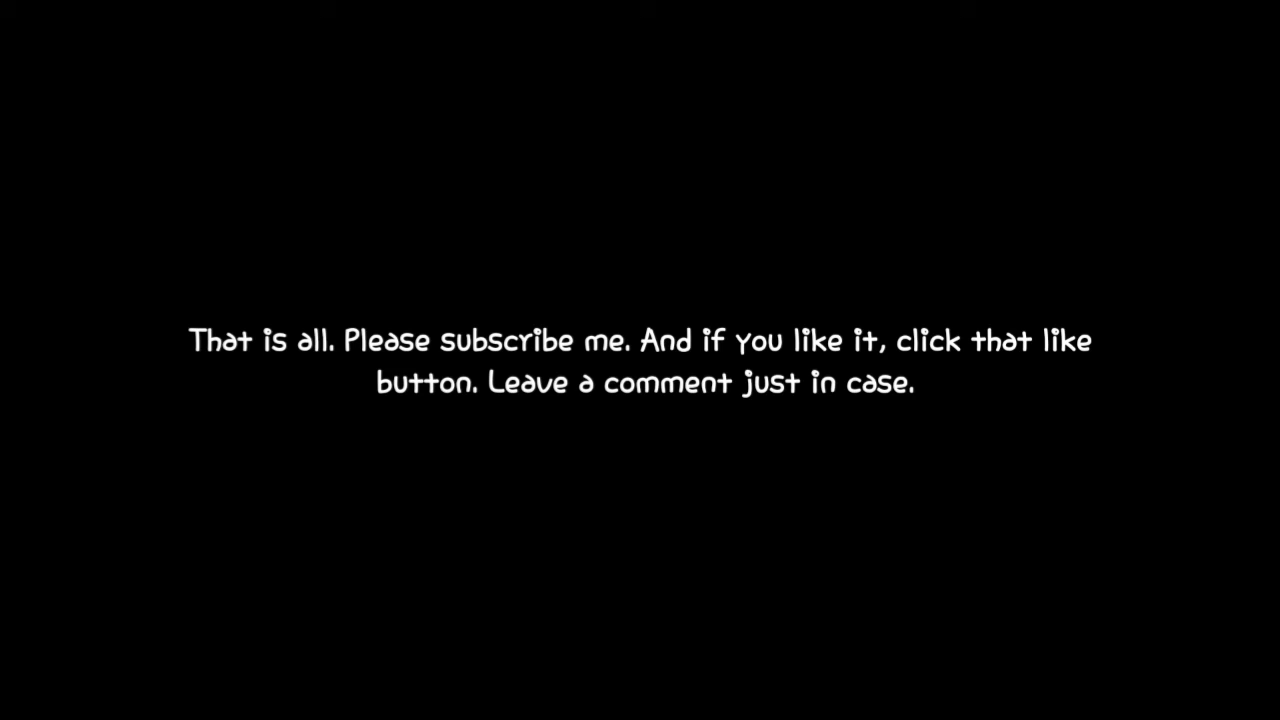 That is all. Please subscribe me. And if you like it, click that like
button. Leave a comment just in case.